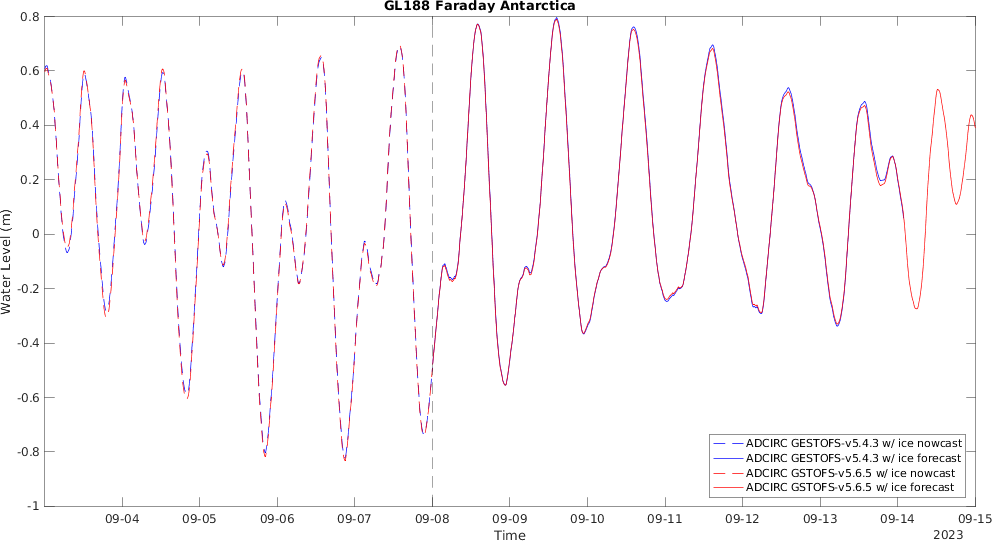 GL188 Faraday Antarctica
0.8
0.6
0.4
0.2
0
-0.2
-0.4
-0.6
-0.8
-1
Water Level (m)
ADCIRC GESTOFS-v5.4.3 w/ ice nowcast
ADCIRC GESTOFS-v5.4.3 w/ ice forecast
ADCIRC GSTOFS-v5.6.5 w/ ice nowcast
ADCIRC GSTOFS-v5.6.5 w/ ice forecast
09-04 09-05 09-06 09-07 09-08 09-09 09-10 09-11 09-12 09-13 09-14 09-15
Time
2023